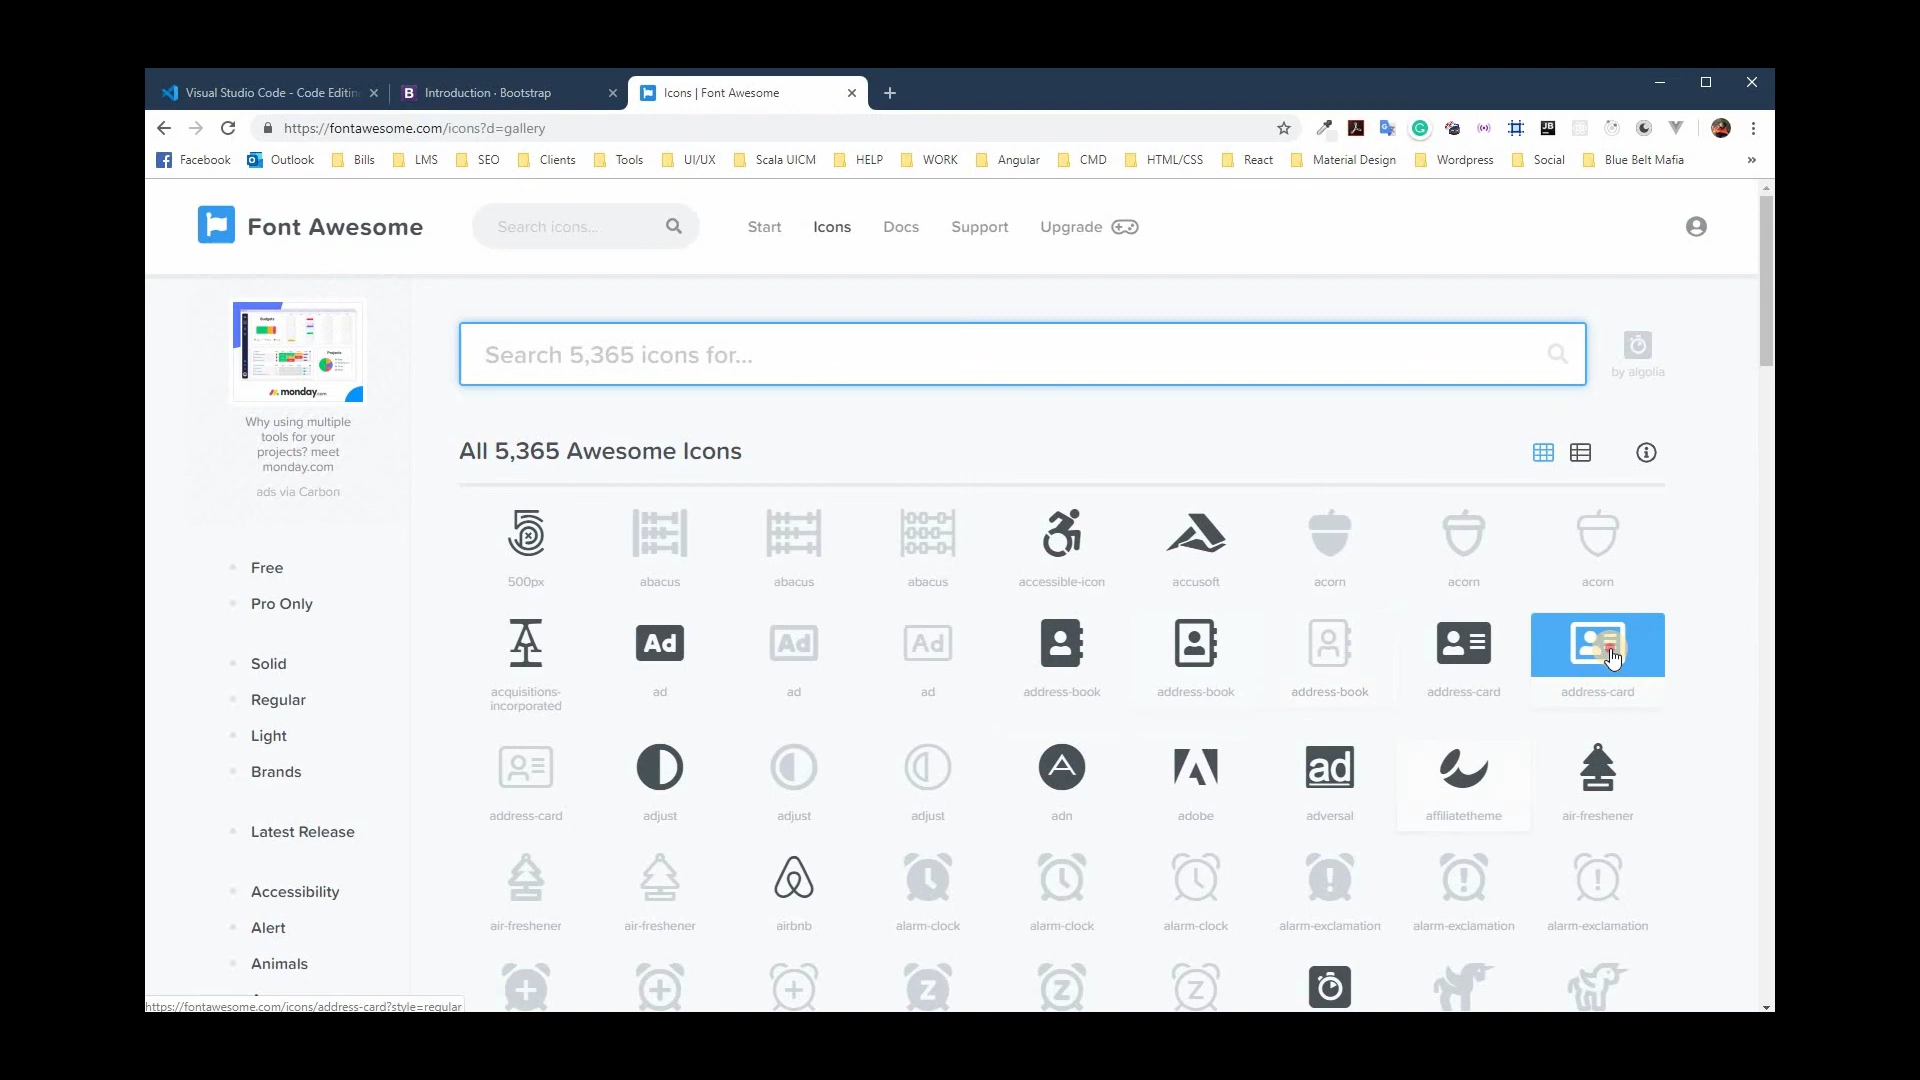 Visual Studio Code - Code Editin
Introduction · Bootstrap
Icons | Font Awesome
https://fontawesome.com/icons?d=gallery
Facebook Outlook Bills LMS SEO Clients Tools UI/UX Scala UICM HELP WORK Angular CMD HTML/CSS React Material Design Wordpress Social Blue Belt Mafia »
Font Awesome
Search icons...
Start Icons Docs Support Upgrade
monday.com
Why using multiple
tools for your
projects? meet
monday.com
ads via Carbon
Search 5,365 icons for...
by algolia
All 5,365 Awesome Icons
Free
Pro Only
Solid
Regular
Light
Brands
Latest Release
Accessibility
Alert
Animals
500px abacus abacus abacus accessible-icon accusoft acorn acorn acorn
Ad Ad Ad
acquisitions-
incorporated
ad ad ad address-book address-book address-book address-card address-card
ad
address-card adjust adjust adjust adn adobe adversal affiliatetheme air-freshener
air-freshener air-freshener airbnb alarm-clock alarm-clock alarm-clock alarm-exclamation alarm-exclamation alarm-exclamation
https://fontawesome.com/icons/address-card?style=regular